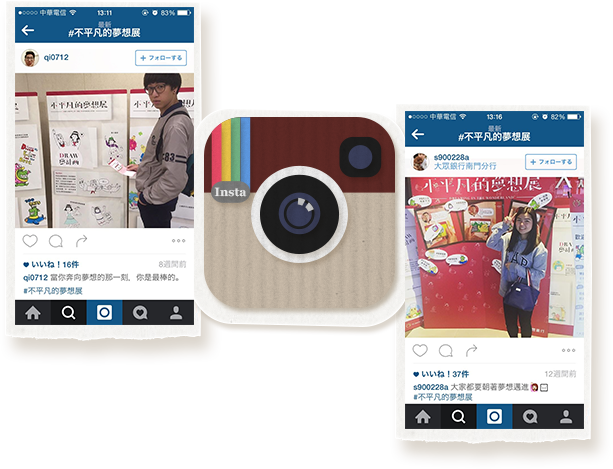 中華電信 13:11 83%
最新
#不平凡的夢想展
qi0712
+ フォローする
不平凡的夢想展
DRAW
夢計画
いいね！16件 8週間前
qi0712 當你奔向夢想的那一刻，你是最棒的。
#不平凡的夢想展
Insta
中華電信 13:16 82%
最新
#不平凡的夢想展
s900228a
大眾銀行南門分行
+ フォローする
不平凡的夢想展
いいね！37件 12週間前
s900228a 大家都要朝著夢想邁進
#不平凡的夢想展